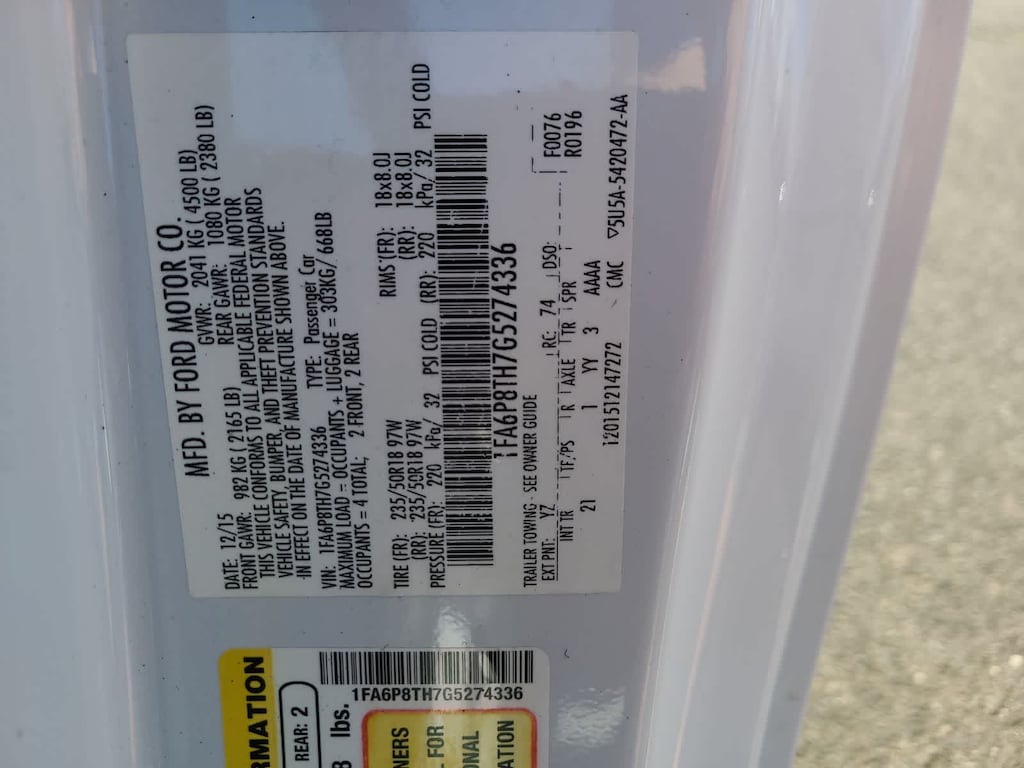 MFD. BY FORD MOTOR CO.
DATE: 12/15 GVWR: 2041 KG ( 4500 LB)
FRONT GAWR: 982 KG ( 2165 LB) REAR GAWR: 1080 KG ( 2380 LB)
THIS VEHICLE CONFORMS TO ALL APPLICABLE FEDERAL MOTOR
VEHICLE SAFETY, BUMPER, AND THEFT PREVENTION STANDARDS
IN EFFECT ON THE DATE OF MANUFACTURE SHOWN ABOVE.
VIN: 1FA6P8TH7G5274336 TYPE: Passenger Car
MAXIMUM LOAD = OCCUPANTS + LUGGAGE = 303KG/ 668LB
OCCUPANTS = 4 TOTAL; 2 FRONT, 2 REAR
TIRE (FR): 235/50R18 97W RIMS (FR): 18x8.0J
(RR): 235/50R18 97W (RR): 18x8.0J
PRESSURE (FR): 220 kPa/ 32 PSI COLD (RR): 220 kPa/ 32 PSI COLD
1FA6P8TH7G5274336
TRAILER TOWING - SEE OWNER GUIDE
EXT PNT: YZ RC: 74 DSO: F0076
INT TR TP/PS R AXLE TR SPR R0196
21 1 YY 3 AAAA
1201512147272 CMC ▽5U5A-5420472-AA
1FA6P8TH7G5274336
RMATION
REAR: 2
lbs.
NERS
FOR
ONAL
ATION